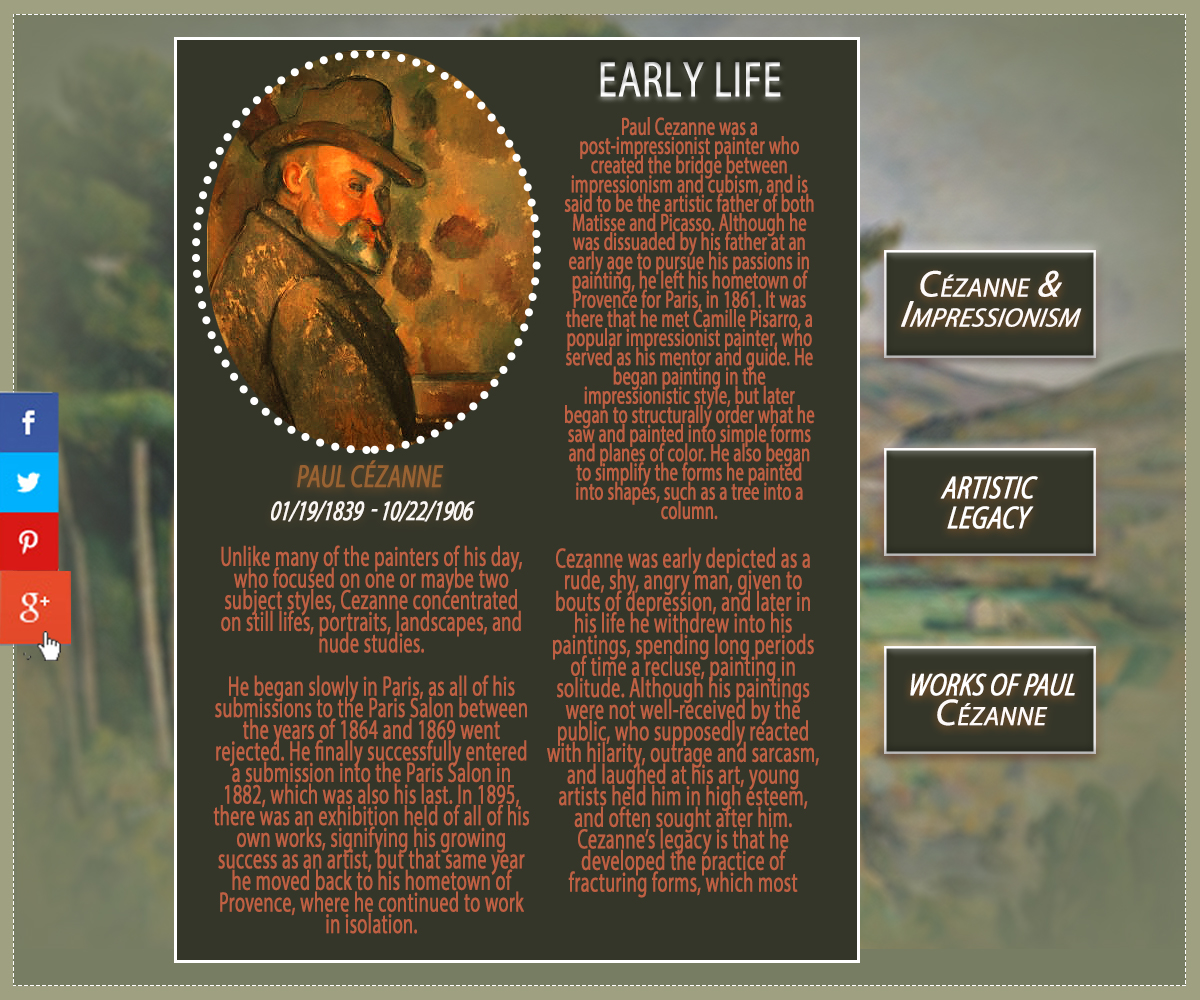 EARLY LIFE
Paul Cezanne was a
post-impressionist painter who
created the bridge between
impressionism and cubism, and is
said to be the artistic father of both
Matisse and Picasso. Although he
was dissuaded by his father at an
early age to pursue his passions in
painting, he left his hometown of
Provence for Paris, in 1861. It was
there that he met Camille Pisarro, a
popular impressionist painter, who
served as his mentor and guide. He
began painting in the
impressionistic style, but later
began to structurally order what he
saw and painted into simple forms
and planes of color. He also began
to simplify the forms he painted
into shapes, such as a tree into a
column.
PAUL CÉZANNE
01/19/1839 - 10/22/1906
Unlike many of the painters of his day,
who focused on one or maybe two
subject styles, Cezanne concentrated
on still lifes, portraits, landscapes, and
nude studies.
He began slowly in Paris, as all of his
submissions to the Paris Salon between
the years of 1864 and 1869 went
rejected. He finally successfully entered
a submission into the Paris Salon in
1882, which was also his last. In 1895,
there was an exhibition held of all of his
own works, signifying his growing
success as an artist, but that same year
he moved back to his hometown of
Provence, where he continued to work
in isolation.
Cezanne was early depicted as a
rude, shy, angry man, given to
bouts of depression, and later in
his life he withdrew into his
paintings, spending long periods
of time a recluse, painting in
solitude. Although his paintings
were not well-received by the
public, who supposedly reacted
with hilarity, outrage and sarcasm,
and laughed at his art, young
artists held him in high esteem,
and often sought after him.
Cezanne's legacy is that he
developed the practice of
fracturing forms, which most
CÉZANNE &
IMPRESSIONISM
ARTISTIC
LEGACY
WORKS OF PAUL
CÉZANNE
f
g+